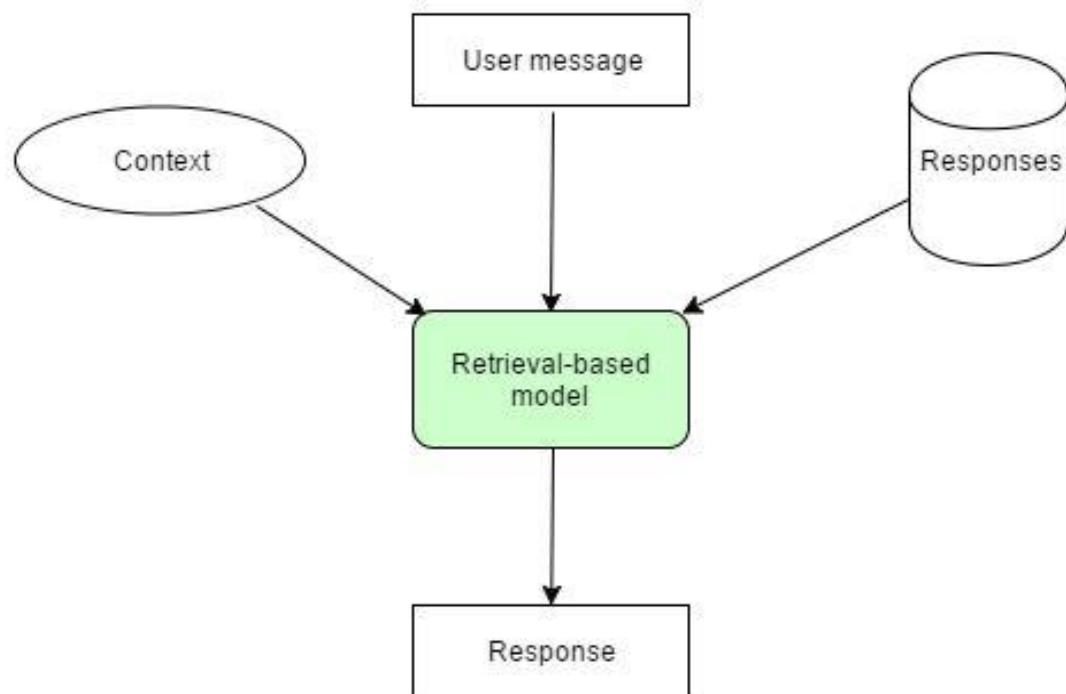 User message
Context
Responses
Retrieval-based
model
Response